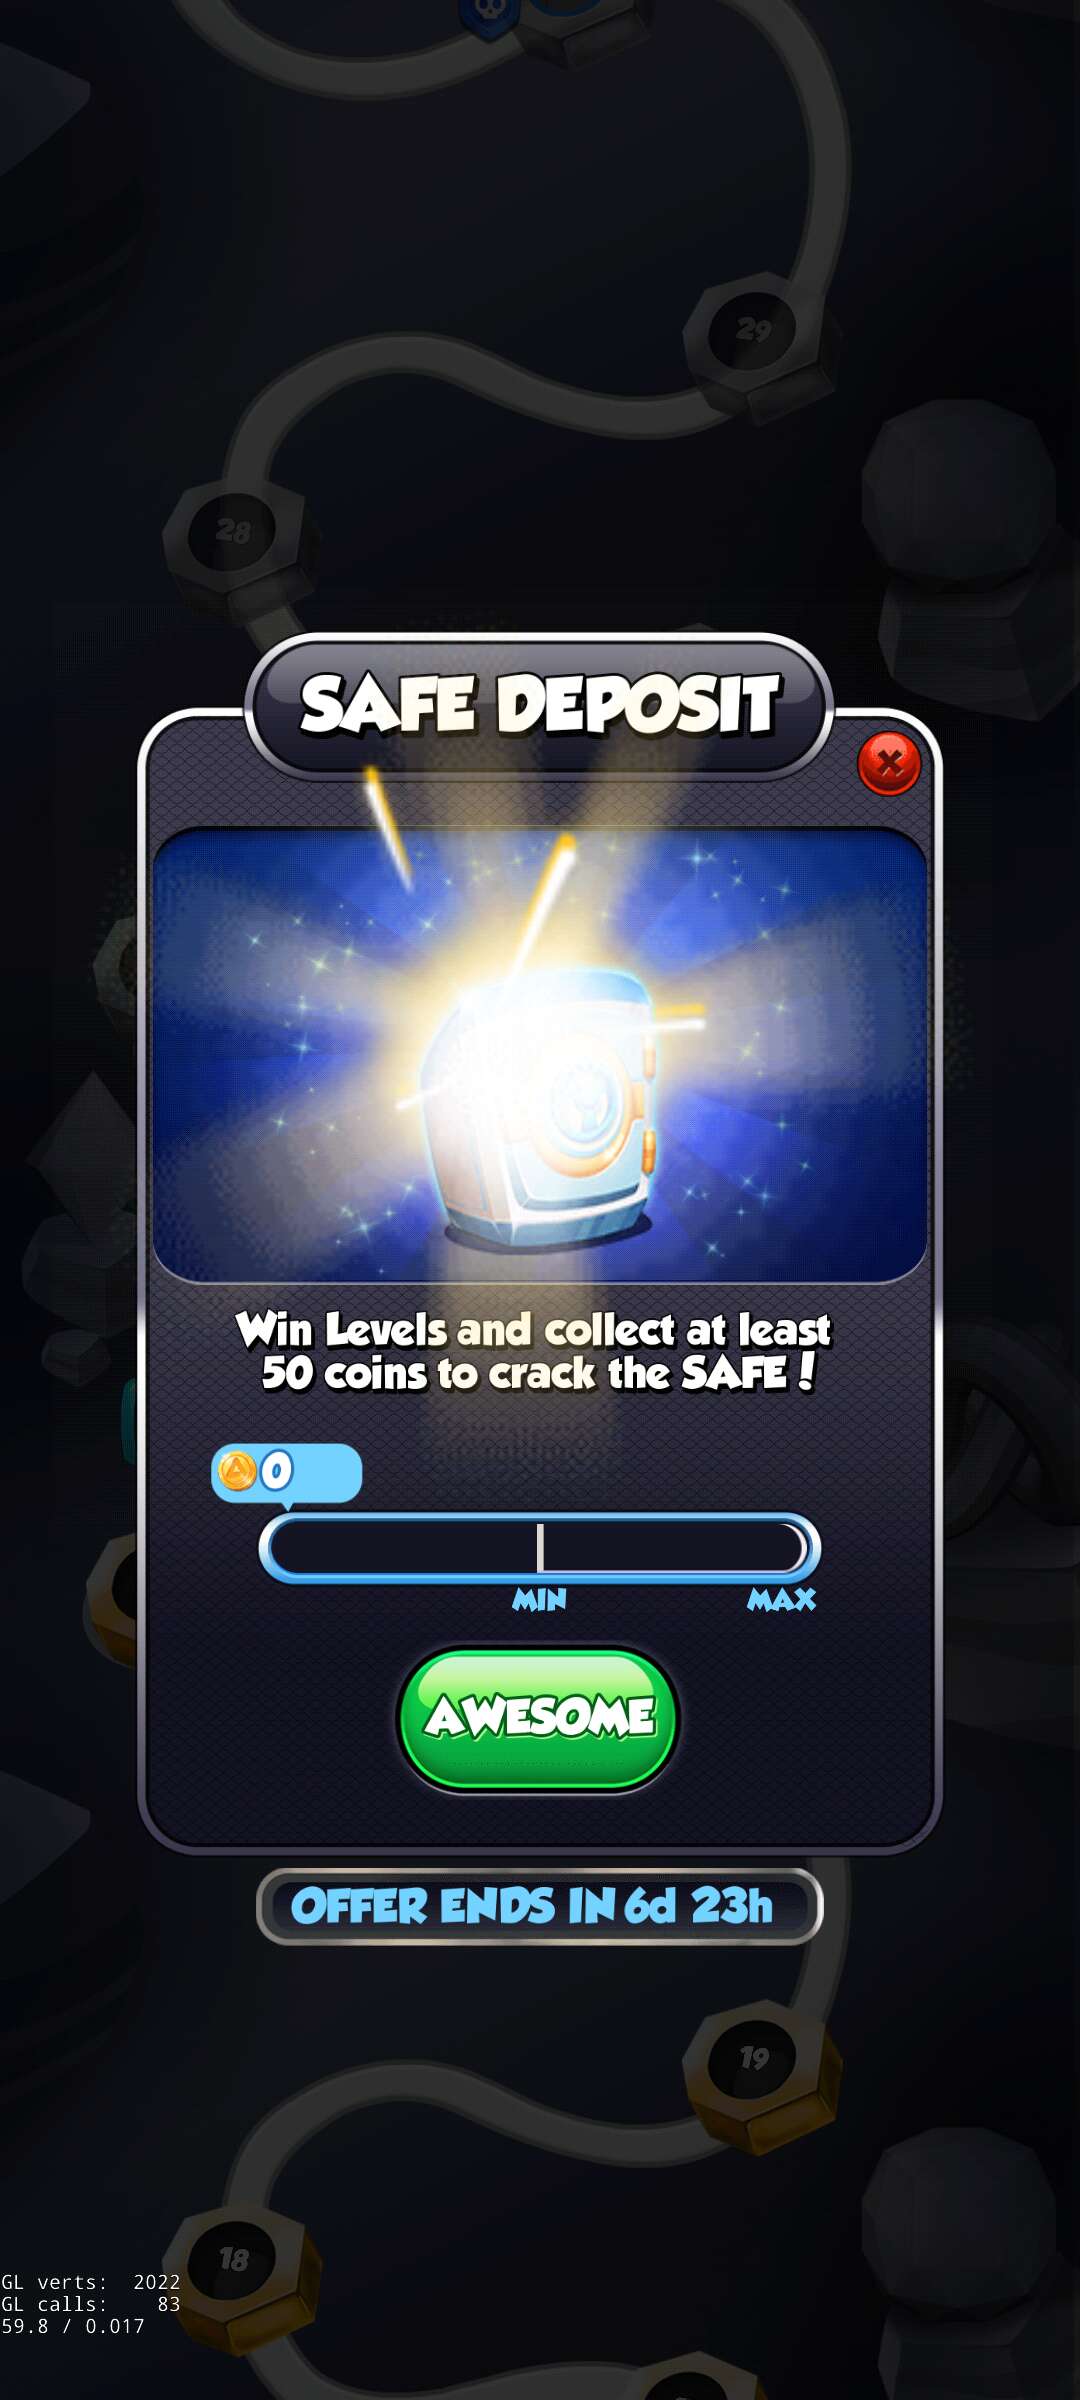 29
28
SAFE DEPOSIT
Win Levels and collect at least
50 coins to crack the SAFE!
0
MIN MAX
AWESOME
OFFER ENDS IN 6d 23h
19
18
GL verts: 2022
GL calls: 83
59.8 / 0.017